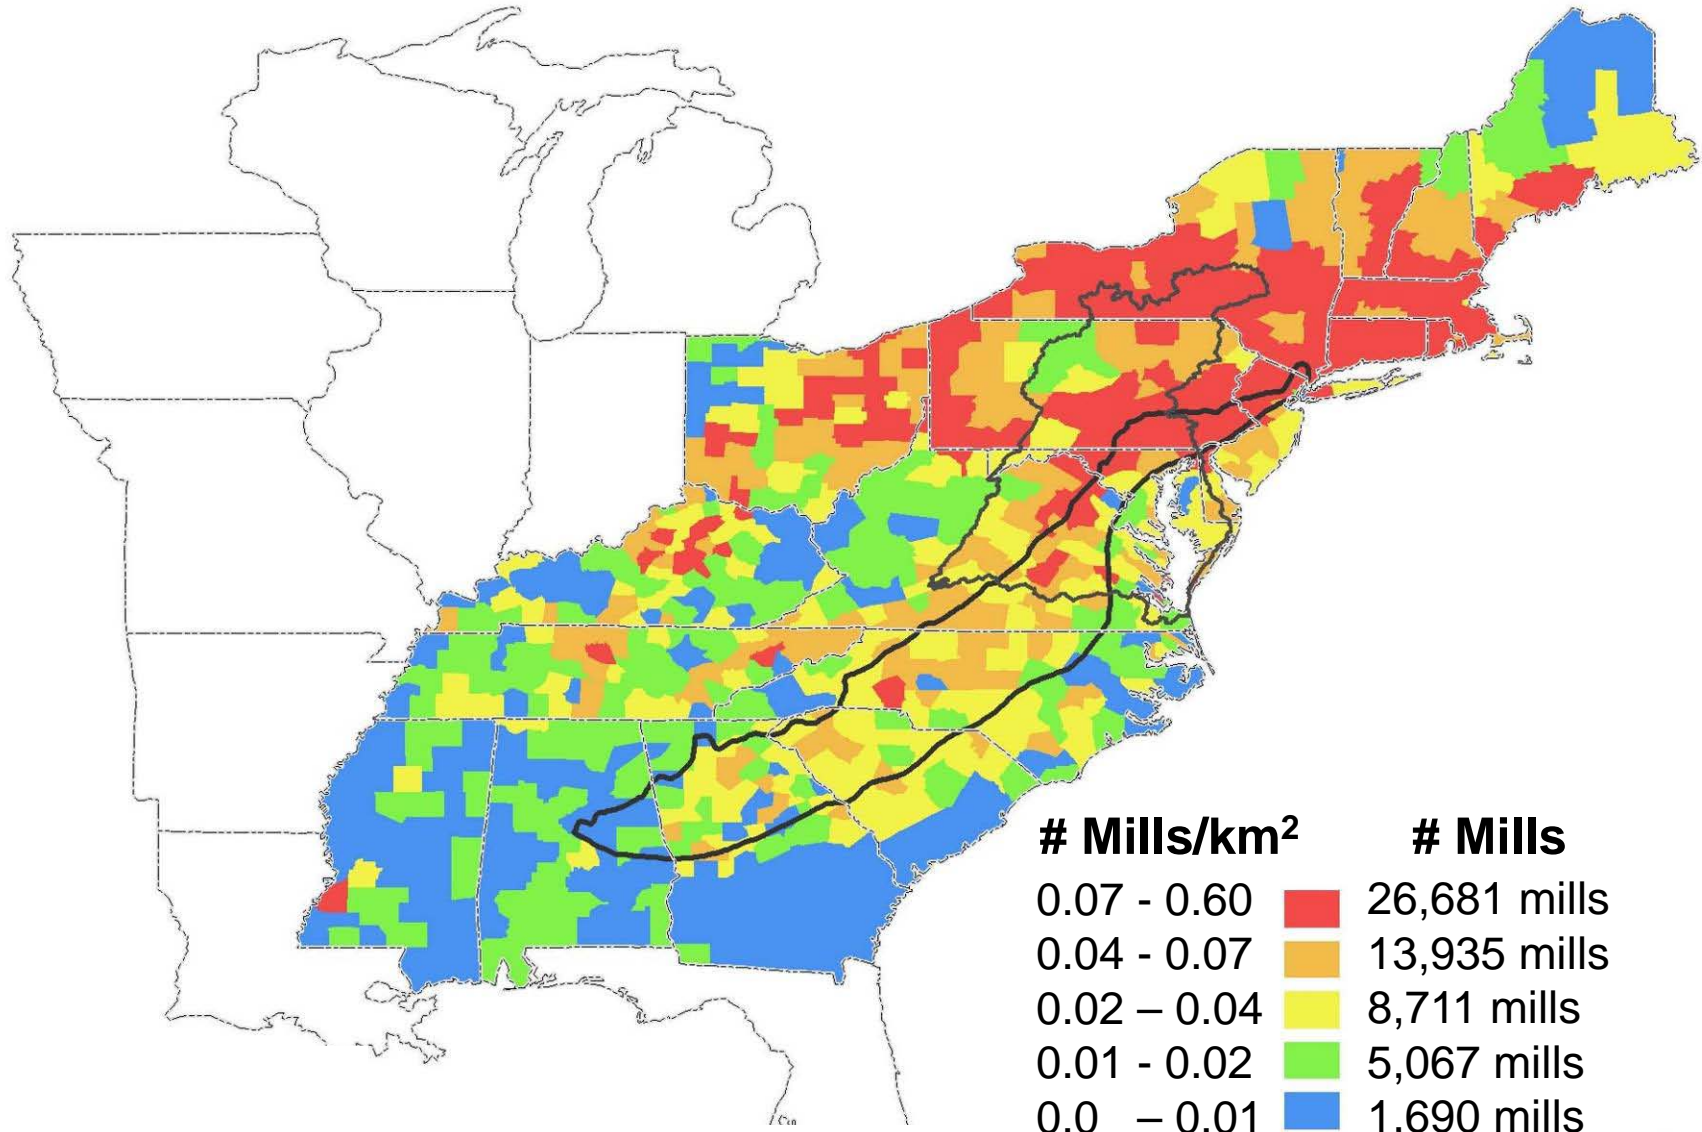 # Mills/km² # Mills
0.07 - 0.60 26,681 mills
0.04 - 0.07 13,935 mills
0.02 – 0.04 8,711 mills
0.01 - 0.02 5,067 mills
0.0 – 0.01 1,690 mills